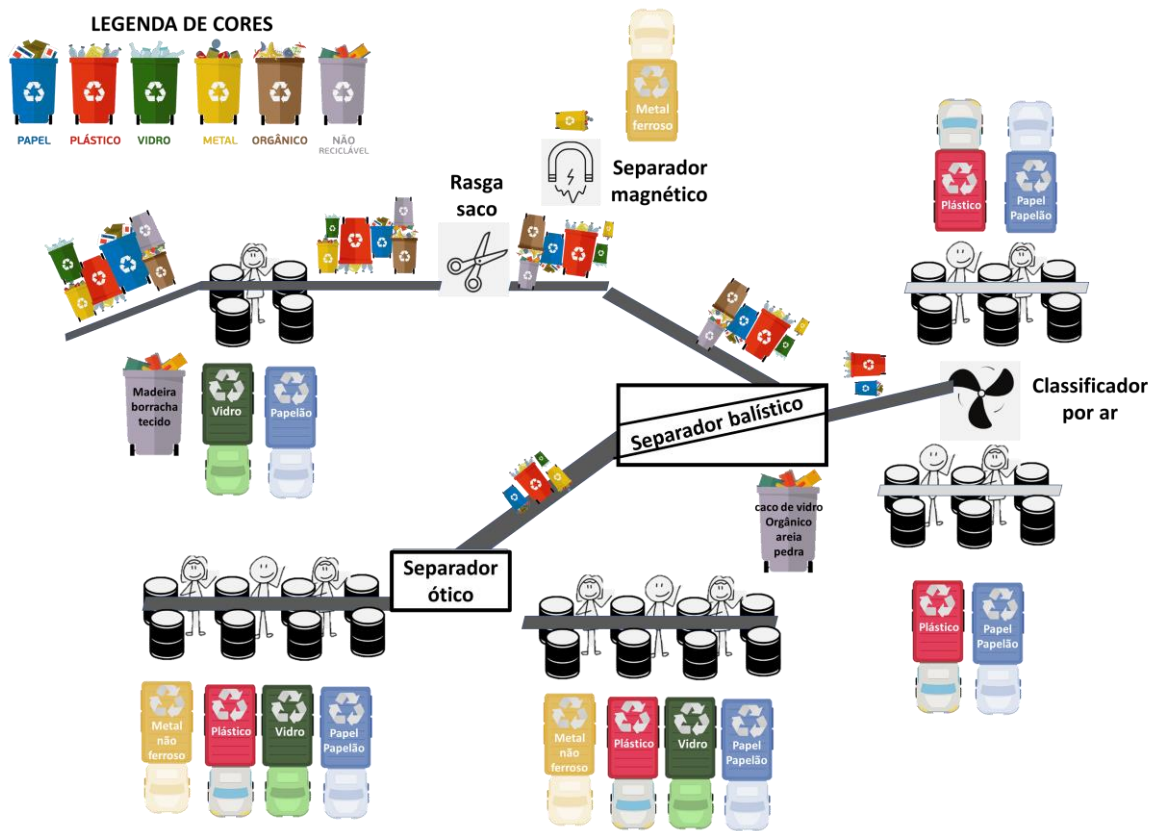 LEGENDA DE CORES
PAPEL
PLÁSTICO
VIDRO
METAL
ORGÂNICO
NÃO
RECICLÁVEL
Metal
ferroso
Rasga
saco
Separador
magnético
Plástico
Papel
Papelão
Madeira
borracha
tecido
Vidro
Papelão
Separador balístico
Classificador
por ar
caco de vidro
Orgânico
areia
pedra
Separador
ótico
Plástico
Papel
Papelão
Metal
não
ferroso
Plástico
Vidro
Papel
Papelão
Metal
não
ferroso
Plástico
Vidro
Papel
Papelão